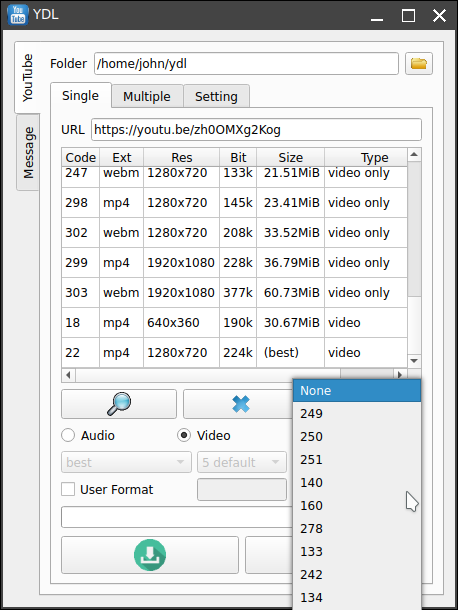 You
Tube
YDL
YouTube
Message
Folder /home/john/ydl
Single Multiple Setting
URL https://youtu.be/zh0OMXg2Kog
Code Ext Res Bit Size Type
247 webm 1280x720 133k 21.51MiB video only
298 mp4 1280x720 145k 23.41MiB video only
302 webm 1280x720 208k 33.52MiB video only
299 mp4 1920x1080 228k 36.79MiB video only
303 webm 1920x1080 377k 60.73MiB video only
18 mp4 640x360 190k 30.67MiB video
22 mp4 1280x720 224k (best) video
Audio Video
best 5 default
User Format
None
249
250
251
140
160
278
133
242
134